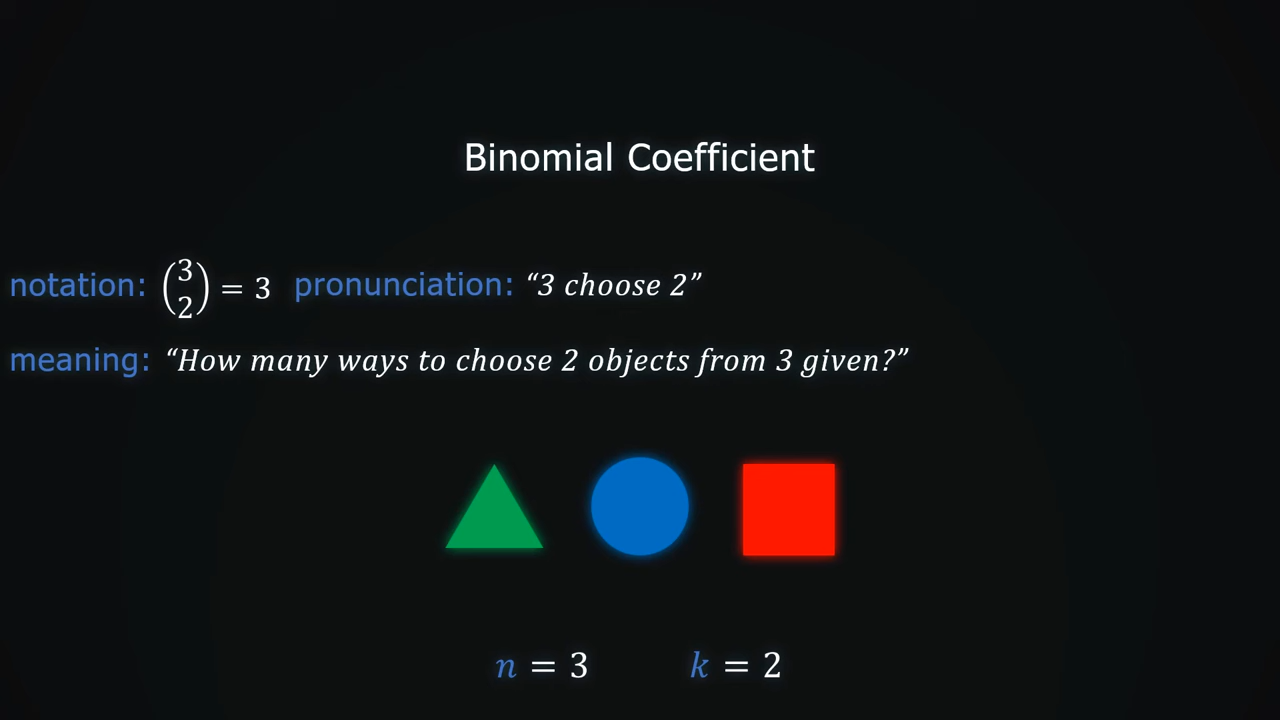 Binomial Coefficient
notation: (3 2) = 3 pronunciation: “3 choose 2”
meaning: “How many ways to choose 2 objects from 3 given?”
n = 3 k = 2